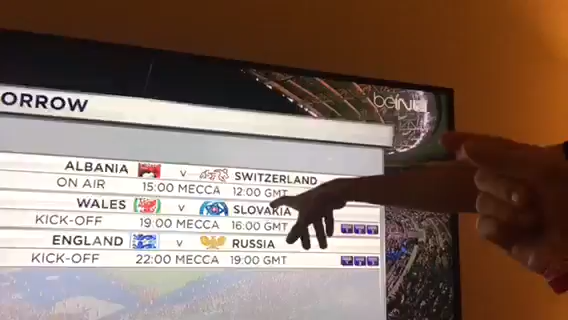 beIN
ORROW
ALBANIA V SWITZERLAND
ON AIR 15:00 MECCA 12:00 GMT
WALES V SLOVAKIA
KICK-OFF 19:00 MECCA 16:00 GMT
ENGLAND V RUSSIA
KICK-OFF 22:00 MECCA 19:00 GMT